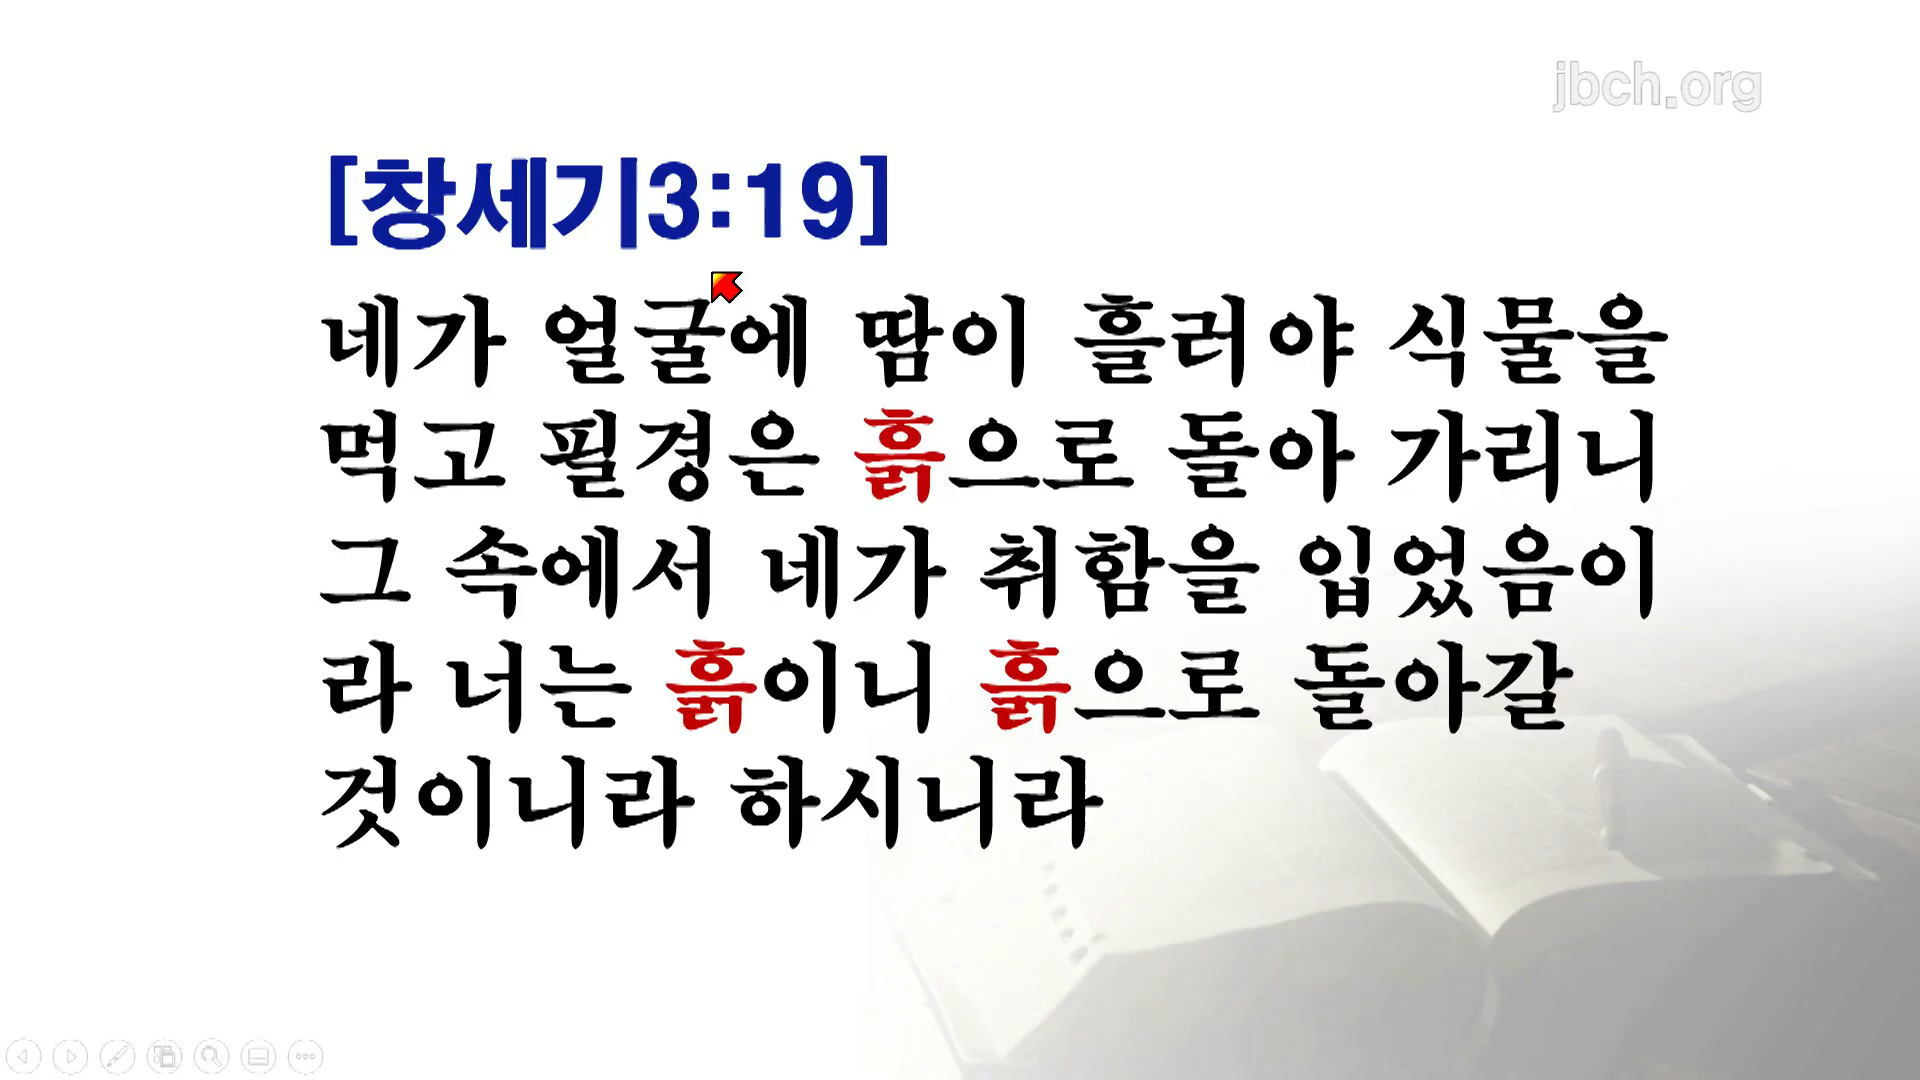 jbch.org
[창세기3:19]
네가 얼굴에 땀이 흘러야 식물을
먹고 필경은 흙으로 돌아 가리니
그 속에서 네가 취함을 입었음이
라 너는 흙이니 흙으로 돌아갈
것이니라 하시니라